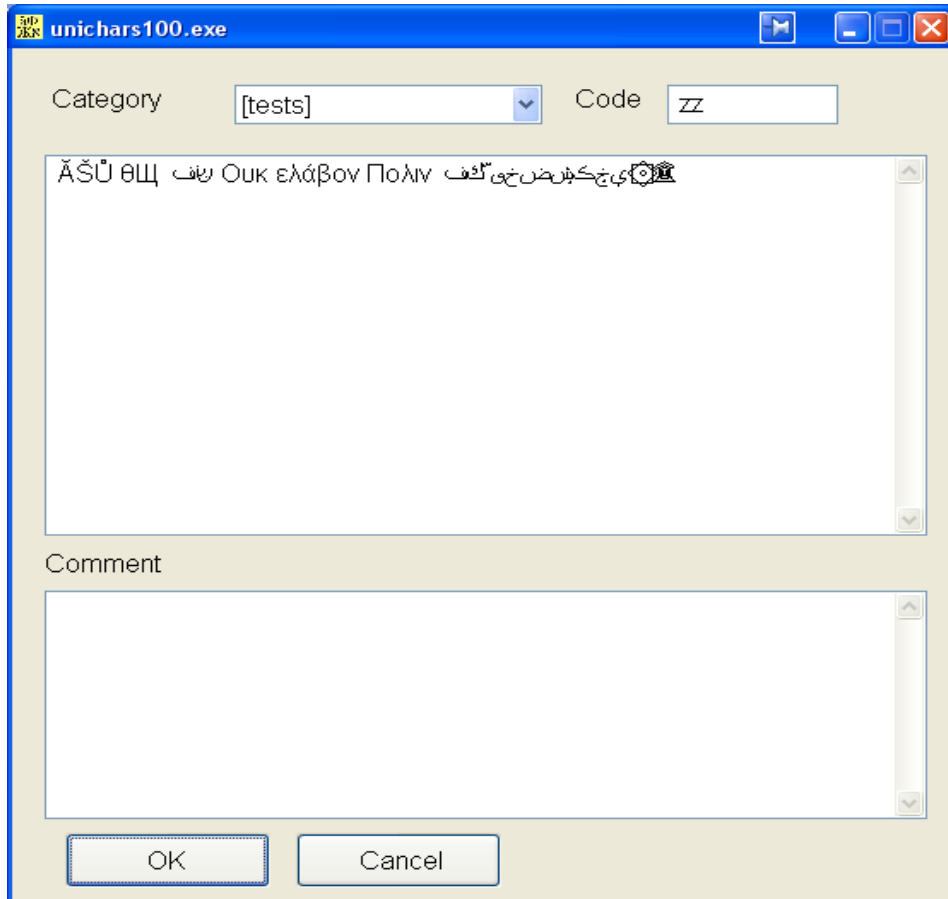 unichars100.exe
Category [tests] Code zz
ĂŠŮ θЩ Ουκ ελάβον Πολιν
Comment
OK Cancel